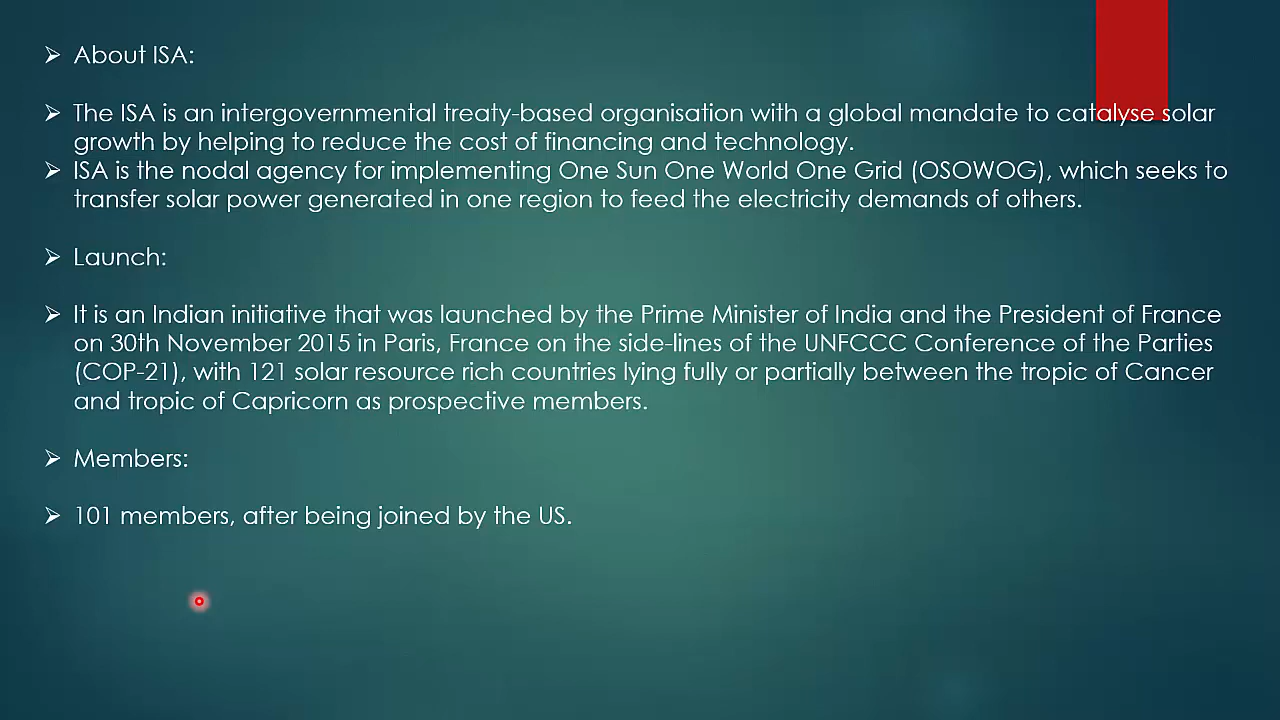 About ISA:
The ISA is an intergovernmental treaty-based organisation with a global mandate to catalyse solar
growth by helping to reduce the cost of financing and technology.
ISA is the nodal agency for implementing One Sun One World One Grid (OSOWOG), which seeks to
transfer solar power generated in one region to feed the electricity demands of others.
Launch:
It is an Indian initiative that was launched by the Prime Minister of India and the President of France
on 30th November 2015 in Paris, France on the side-lines of the UNFCCC Conference of the Parties
(COP-21), with 121 solar resource rich countries lying fully or partially between the tropic of Cancer
and tropic of Capricorn as prospective members.
Members:
101 members, after being joined by the US.